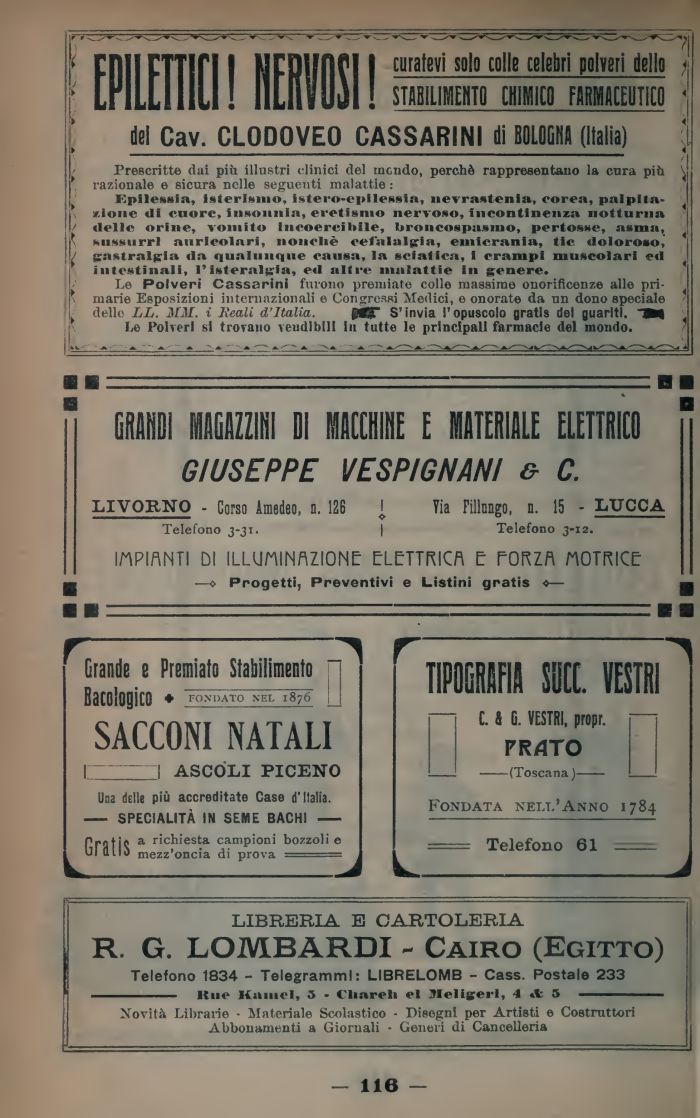 EPILETTICI! NERVOSI!
curatevi solo colle celebri polveri dello
STABILIMENTO CHIMICO FARMACEUTICO
del Cav. CLODOVEO CASSARINI di BOLOGNA (Italia)
Prescritte dai più illustri clinici del mondo, perchè rappresentano la cura più
razionale e sicura nelle seguenti malattie:
Epilessia, isterismo, istero-epilessia, nevrastenia, corea, palpita-
zione di cuore, insonnia, eretismo nervoso, incontinenza notturna
delle orine, vomito incoercibile, broncospasmo, pertosse, asma,
sussurri auricolari, nonchè cefalalgia, emicrania, tic doloroso,
gastralgia da qualunque causa, la sciatica, i crampi muscolari ed
intestinali, l'isteralgia, ed altre malattie in genere.
Le Polveri Cassarini furono premiate colle massime onorificenze alle pri-
marie Esposizioni internazionali e Congressi Medici, e onorate da un dono speciale
delle LL. MM. i Reali d'Italia. S'invia l'opuscolo gratis dei guariti.
Le Polveri si trovano vendibili in tutte le principali farmacie del mondo.
GRANDI MAGAZZINI DI MACCHINE E MATERIALE ELETTRICO
GIUSEPPE VESPIGNANI & C.
LIVORNO - Corso Amedeo, n. 126
Telefono 3-31.
Via Fillungo, n. 15 - LUCCA
Telefono 3-12.
IMPIANTI DI ILLUMINAZIONE ELETTRICA E FORZA MOTRICE
Progetti, Preventivi e Listini gratis
Grande e Premiato Stabilimento
Bacologico FONDATO NEL 1876
SACCONI NATALI
ASCOLI PICENO
Una delle più accreditate Case d'Italia.
— SPECIALITÀ IN SEME BACHI —
Gratis a richiesta campioni bozzoli e
mezz'oncia di prova
TIPOGRAFIA SUCC. VESTRI
C. & G. VESTRI, propr.
PRATO
—(Toscana)—
FONDATA NELL'ANNO 1784
Telefono 61
LIBRERIA E CARTOLERIA
R. G. LOMBARDI - CAIRO (EGITTO)
Telefono 1834 - Telegrammi: LIBRELOMB - Cass. Postale 233
Rue Kamel, 5 - Chareh el Meligeri, 4 & 5
Novità Librarie - Materiale Scolastico - Disegni per Artisti e Costruttori
Abbonamenti a Giornali - Generi di Cancelleria
— 116 —